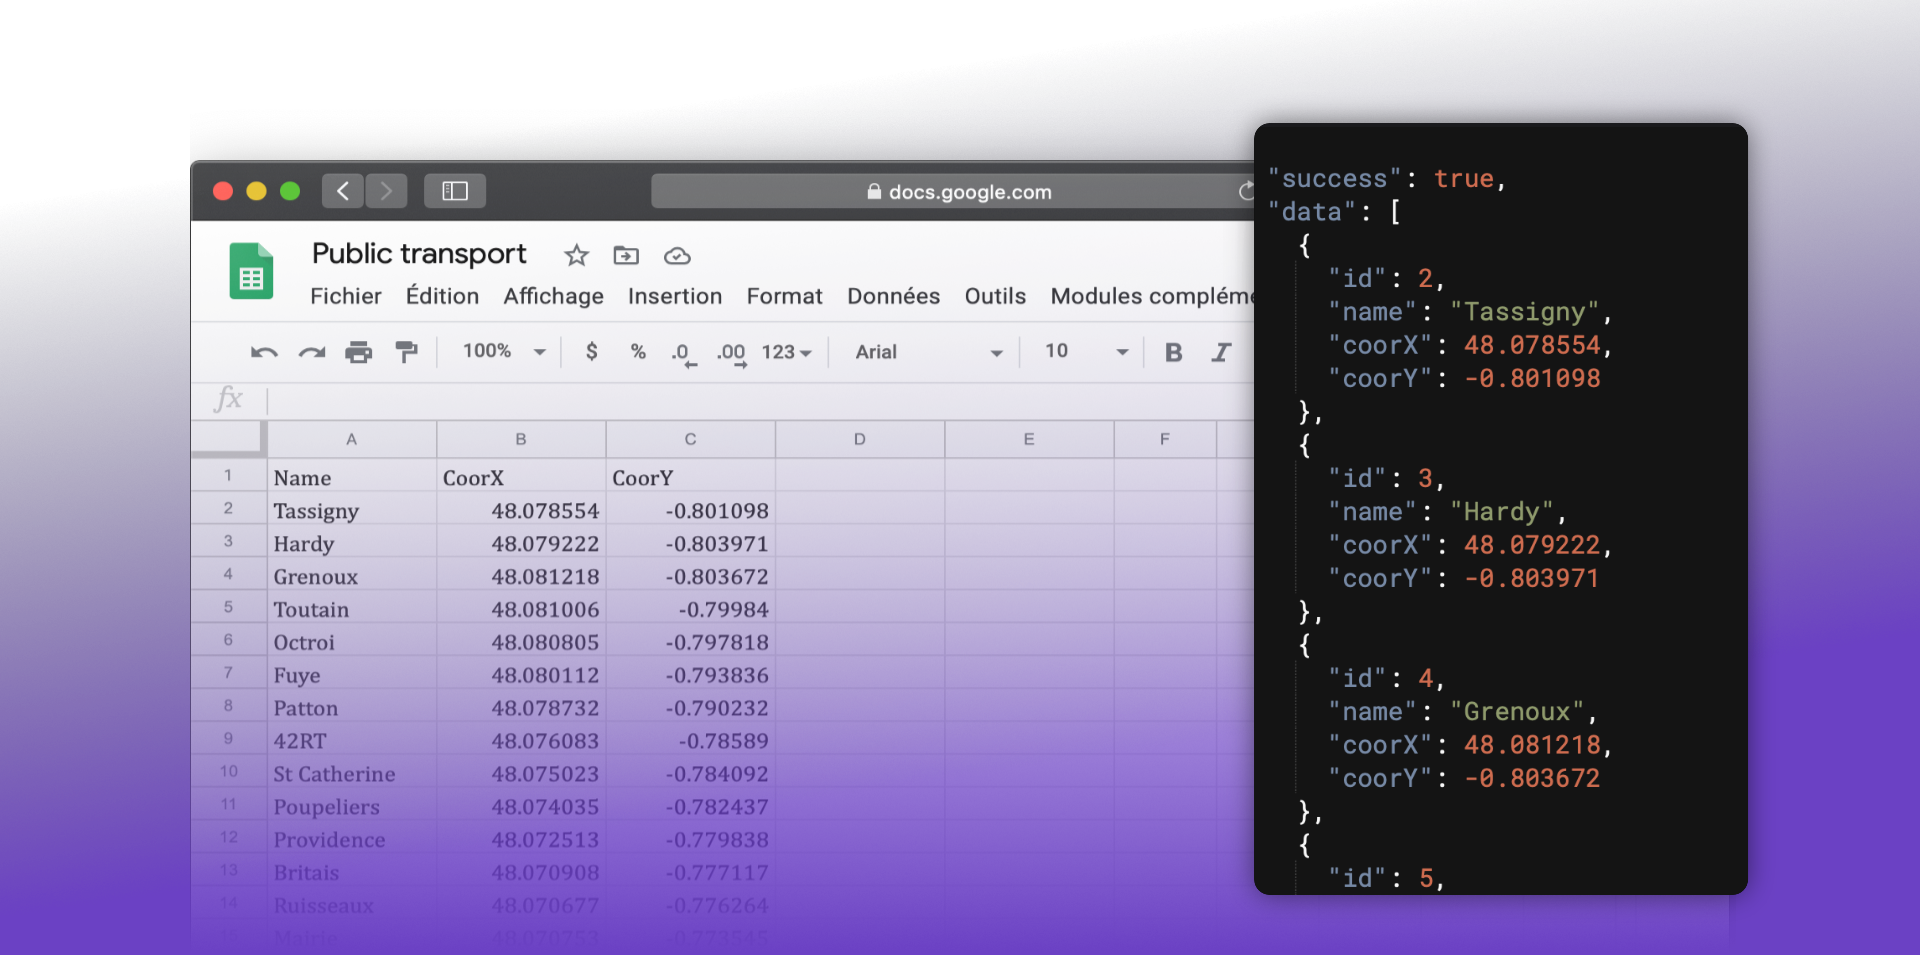 docs.google.com
Public transport
Fichier Édition Affichage Insertion Format Données Outils Modules compléme
100% $ % .0 .00 123 Arial 10 B I
fx
A B C D E F
1 Name CoorX CoorY
2 Tassigny 48.078554 -0.801098
3 Hardy 48.079222 -0.803971
4 Grenoux 48.081218 -0.803672
5 Toutain 48.081006 -0.79984
6 Octroi 48.080805 -0.797818
7 Fuye 48.080112 -0.793836
8 Patton 48.078732 -0.790232
9 42RT 48.076083 -0.78589
10 St Catherine 48.075023 -0.784092
11 Poupeliers 48.074035 -0.782437
12 Providence 48.072513 -0.779838
13 Britais 48.070908 -0.777117
14 Ruisseaux 48.070677 -0.776264
15 48.070753 -0.773545
"success": true,
"data": [
{
"id": 2,
"name": "Tassigny",
"coorX": 48.078554,
"coorY": -0.801098
},
{
"id": 3,
"name": "Hardy",
"coorX": 48.079222,
"coorY": -0.803971
},
{
"id": 4,
"name": "Grenoux",
"coorX": 48.081218,
"coorY": -0.803672
},
{
"id": 5,